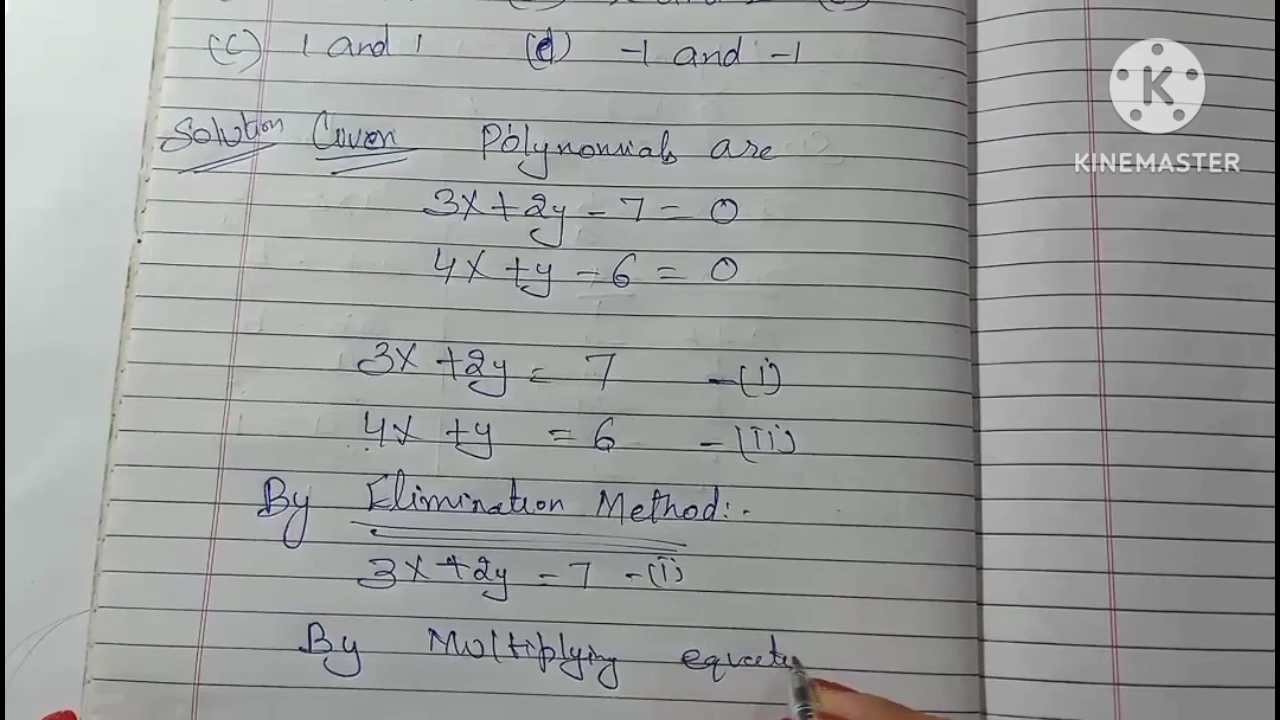 (c) 1 and 1 (d) -1 and -1
Solution Given Polynomials are
3x + 2y - 7 = 0
4x + y - 6 = 0
3x + 2y = 7 -(i)
4x + y = 6 -(ii)
By Elimination Method:-
3x + 2y = 7 -(i)
By Multiplying equati
K
KINEMASTER